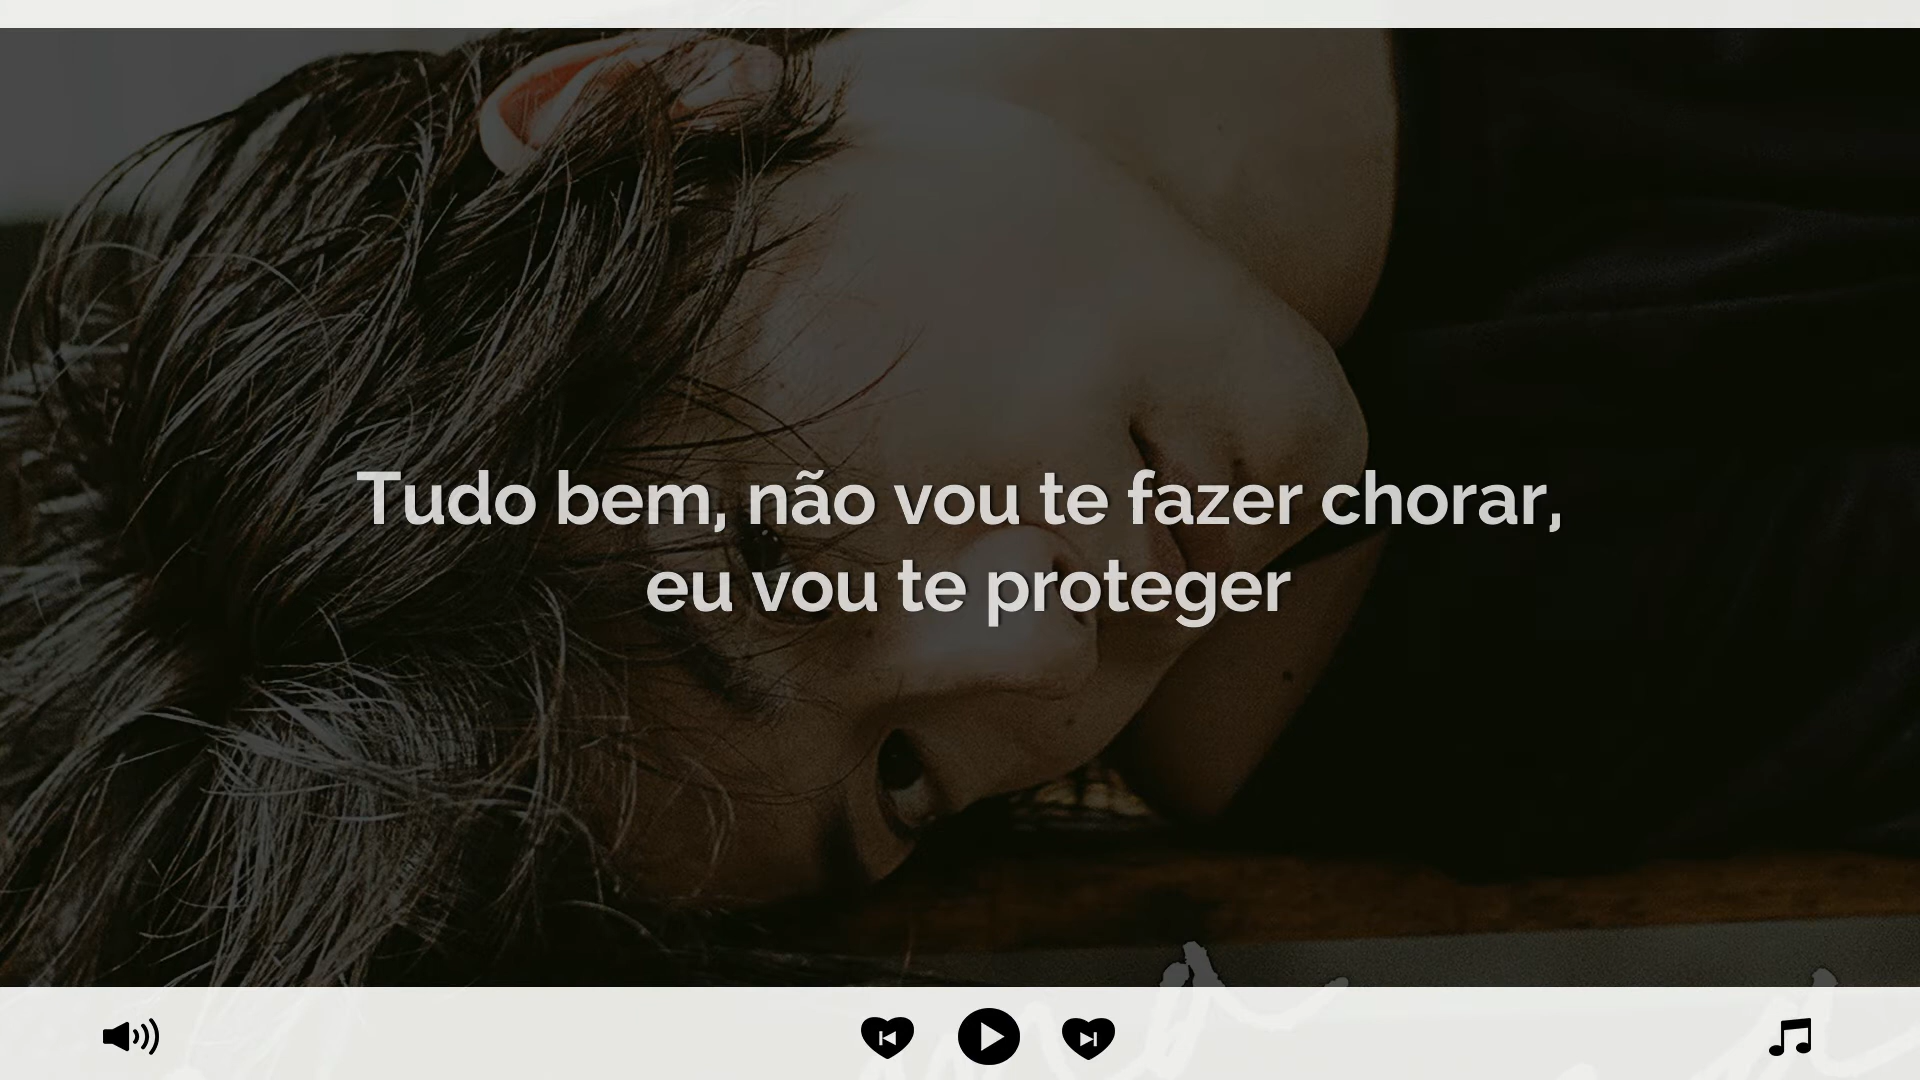 Tudo bem, não vou te fazer chorar,
eu vou te proteger